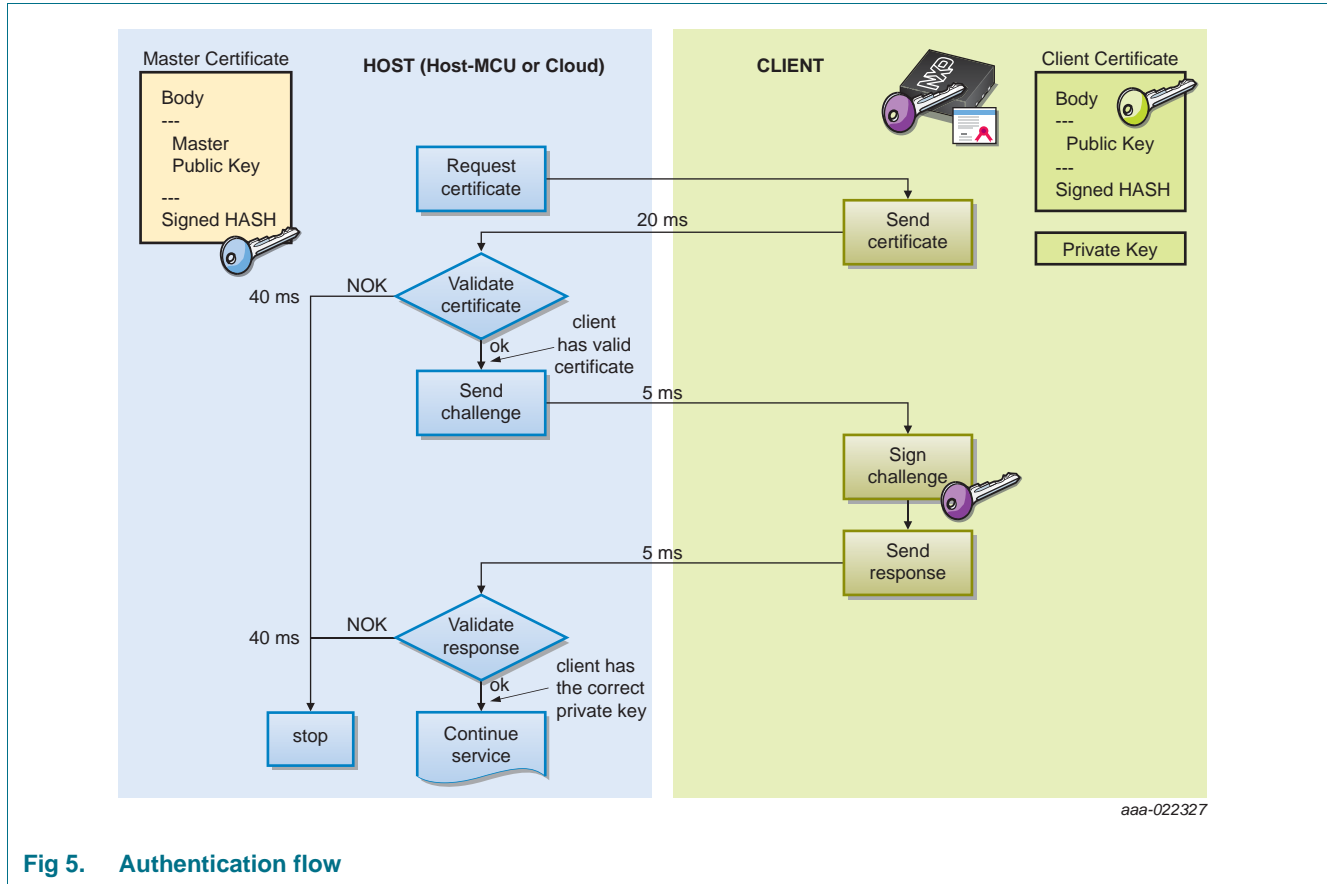 Master Certificate
Body
---
Master
Public Key
---
Signed HASH
HOST (Host-MCU or Cloud)
CLIENT
NXP
Client Certificate
Body
---
Public Key
---
Signed HASH
Private Key
Request
certificate
Send
certificate
20 ms
Validate
certificate
NOK
40 ms
ok
client
has valid
certificate
Send
challenge
5 ms
Sign
challenge
Send
response
5 ms
Validate
response
NOK
40 ms
ok
client has
the correct
private key
stop
Continue
service
aaa-022327
Fig 5. Authentication flow